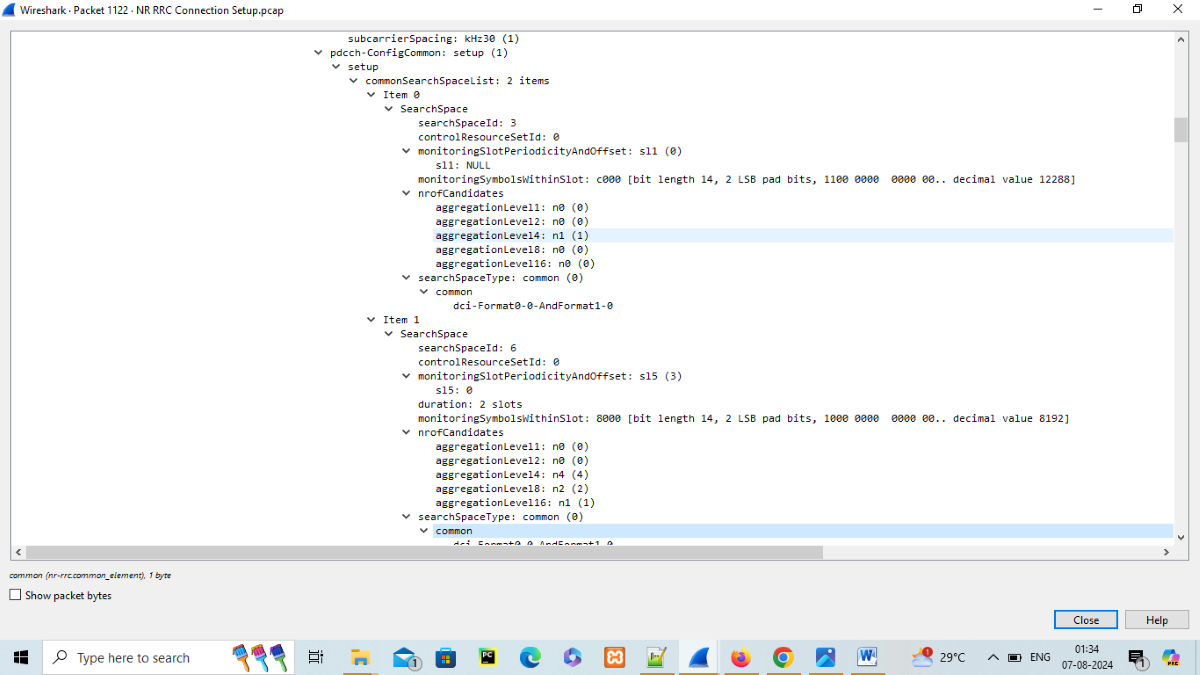 Wireshark · Packet 1122 · NR RRC Connection Setup.pcap
subcarrierSpacing: kHz30 (1)
pdcch-ConfigCommon: setup (1)
setup
commonSearchSpaceList: 2 items
Item 0
SearchSpace
searchSpaceId: 3
controlResourceSetId: 0
monitoringSlotPeriodicityAndOffset: sl1 (0)
sl1: NULL
monitoringSymbolsWithinSlot: c000 [bit length 14, 2 LSB pad bits, 1100 0000  0000 00.. decimal value 12288]
nrofCandidates
aggregationLevel1: n0 (0)
aggregationLevel2: n0 (0)
aggregationLevel4: n1 (1)
aggregationLevel8: n0 (0)
aggregationLevel16: n0 (0)
searchSpaceType: common (0)
common
dci-Format0-0-AndFormat1-0
Item 1
SearchSpace
searchSpaceId: 6
controlResourceSetId: 0
monitoringSlotPeriodicityAndOffset: sl5 (3)
sl5: 0
duration: 2 slots
monitoringSymbolsWithinSlot: 8000 [bit length 14, 2 LSB pad bits, 1000 0000  0000 00.. decimal value 8192]
nrofCandidates
aggregationLevel1: n0 (0)
aggregationLevel2: n0 (0)
aggregationLevel4: n4 (4)
aggregationLevel8: n2 (2)
aggregationLevel16: n1 (1)
searchSpaceType: common (0)
common
dci-Format0-0-AndFormat1-0
common (nr-rrc.common_element), 1 byte
Show packet bytes
Close Help
Type here to search
29°C
ENG
01:34
07-08-2024